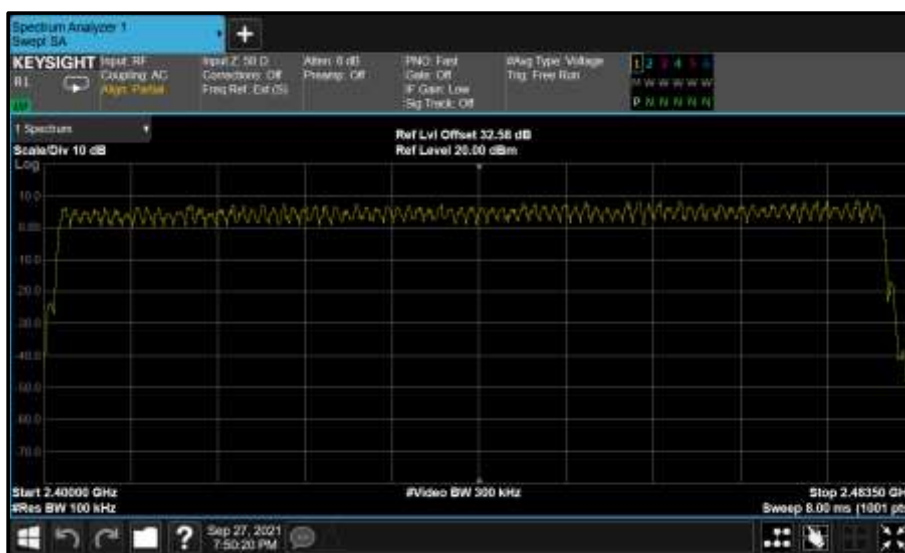 Spectrum Analyzer 1
Swept SA
+
KEYSIGHT Input: RF Input Z: 50 Ω Atten: 8 dB PNO: Fast #Avg Type: Voltage 1 2 3 4 5 6
R L Coupling: AC Corrections: Off Preamp: Off Gate: Off Trig: Free Run M W W W W W
Align: Partial Freq Ref: Ext (S) IF Gain: Low
Sig Track: Off P N N N N N
1 Spectrum Ref Lvl Offset 32.58 dB
Scale/Div 10 dB Ref Level 20.00 dBm
Log
10.0
0.00
-10.0
-20.0
-30.0
-40.0
-50.0
-60.0
-70.0
Start 2.40000 GHz #Video BW 300 kHz Stop 2.48350 GH
#Res BW 100 kHz Sweep 8.00 ms (1001 pts
? Sep 27, 2021
7:50:20 PM